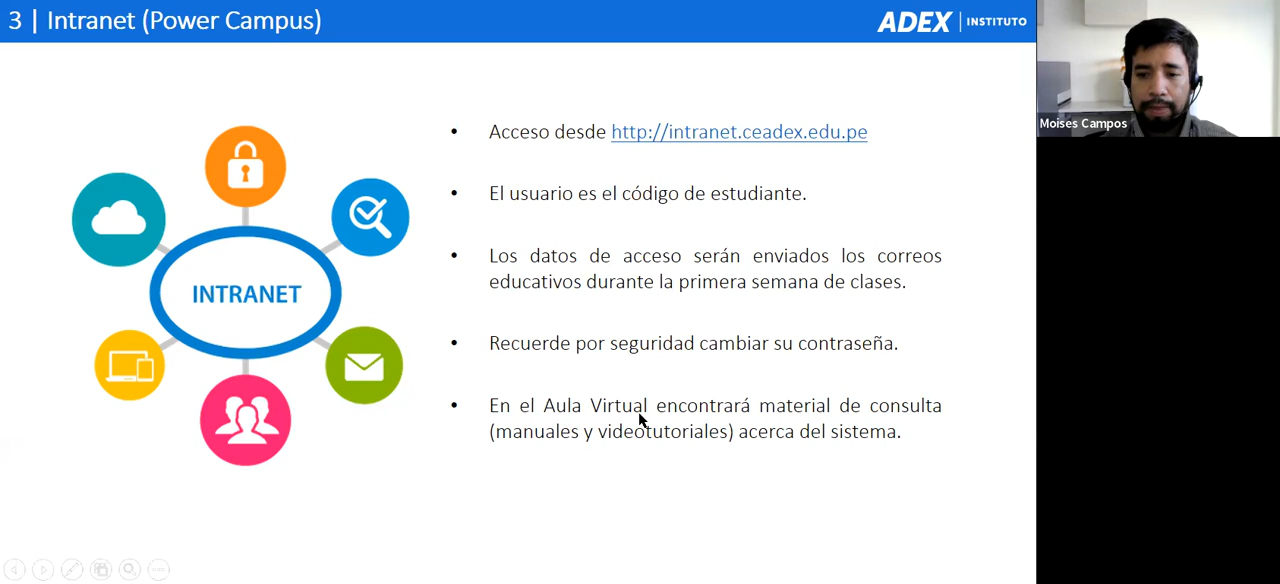 3 | Intranet (Power Campus)
ADEX | INSTITUTO
Moises Campos
INTRANET
• Acceso desde http://intranet.ceadex.edu.pe
• El usuario es el código de estudiante.
• Los datos de acceso serán enviados los correos
educativos durante la primera semana de clases.
• Recuerde por seguridad cambiar su contraseña.
• En el Aula Virtual encontrará material de consulta
(manuales y videotutoriales) acerca del sistema.